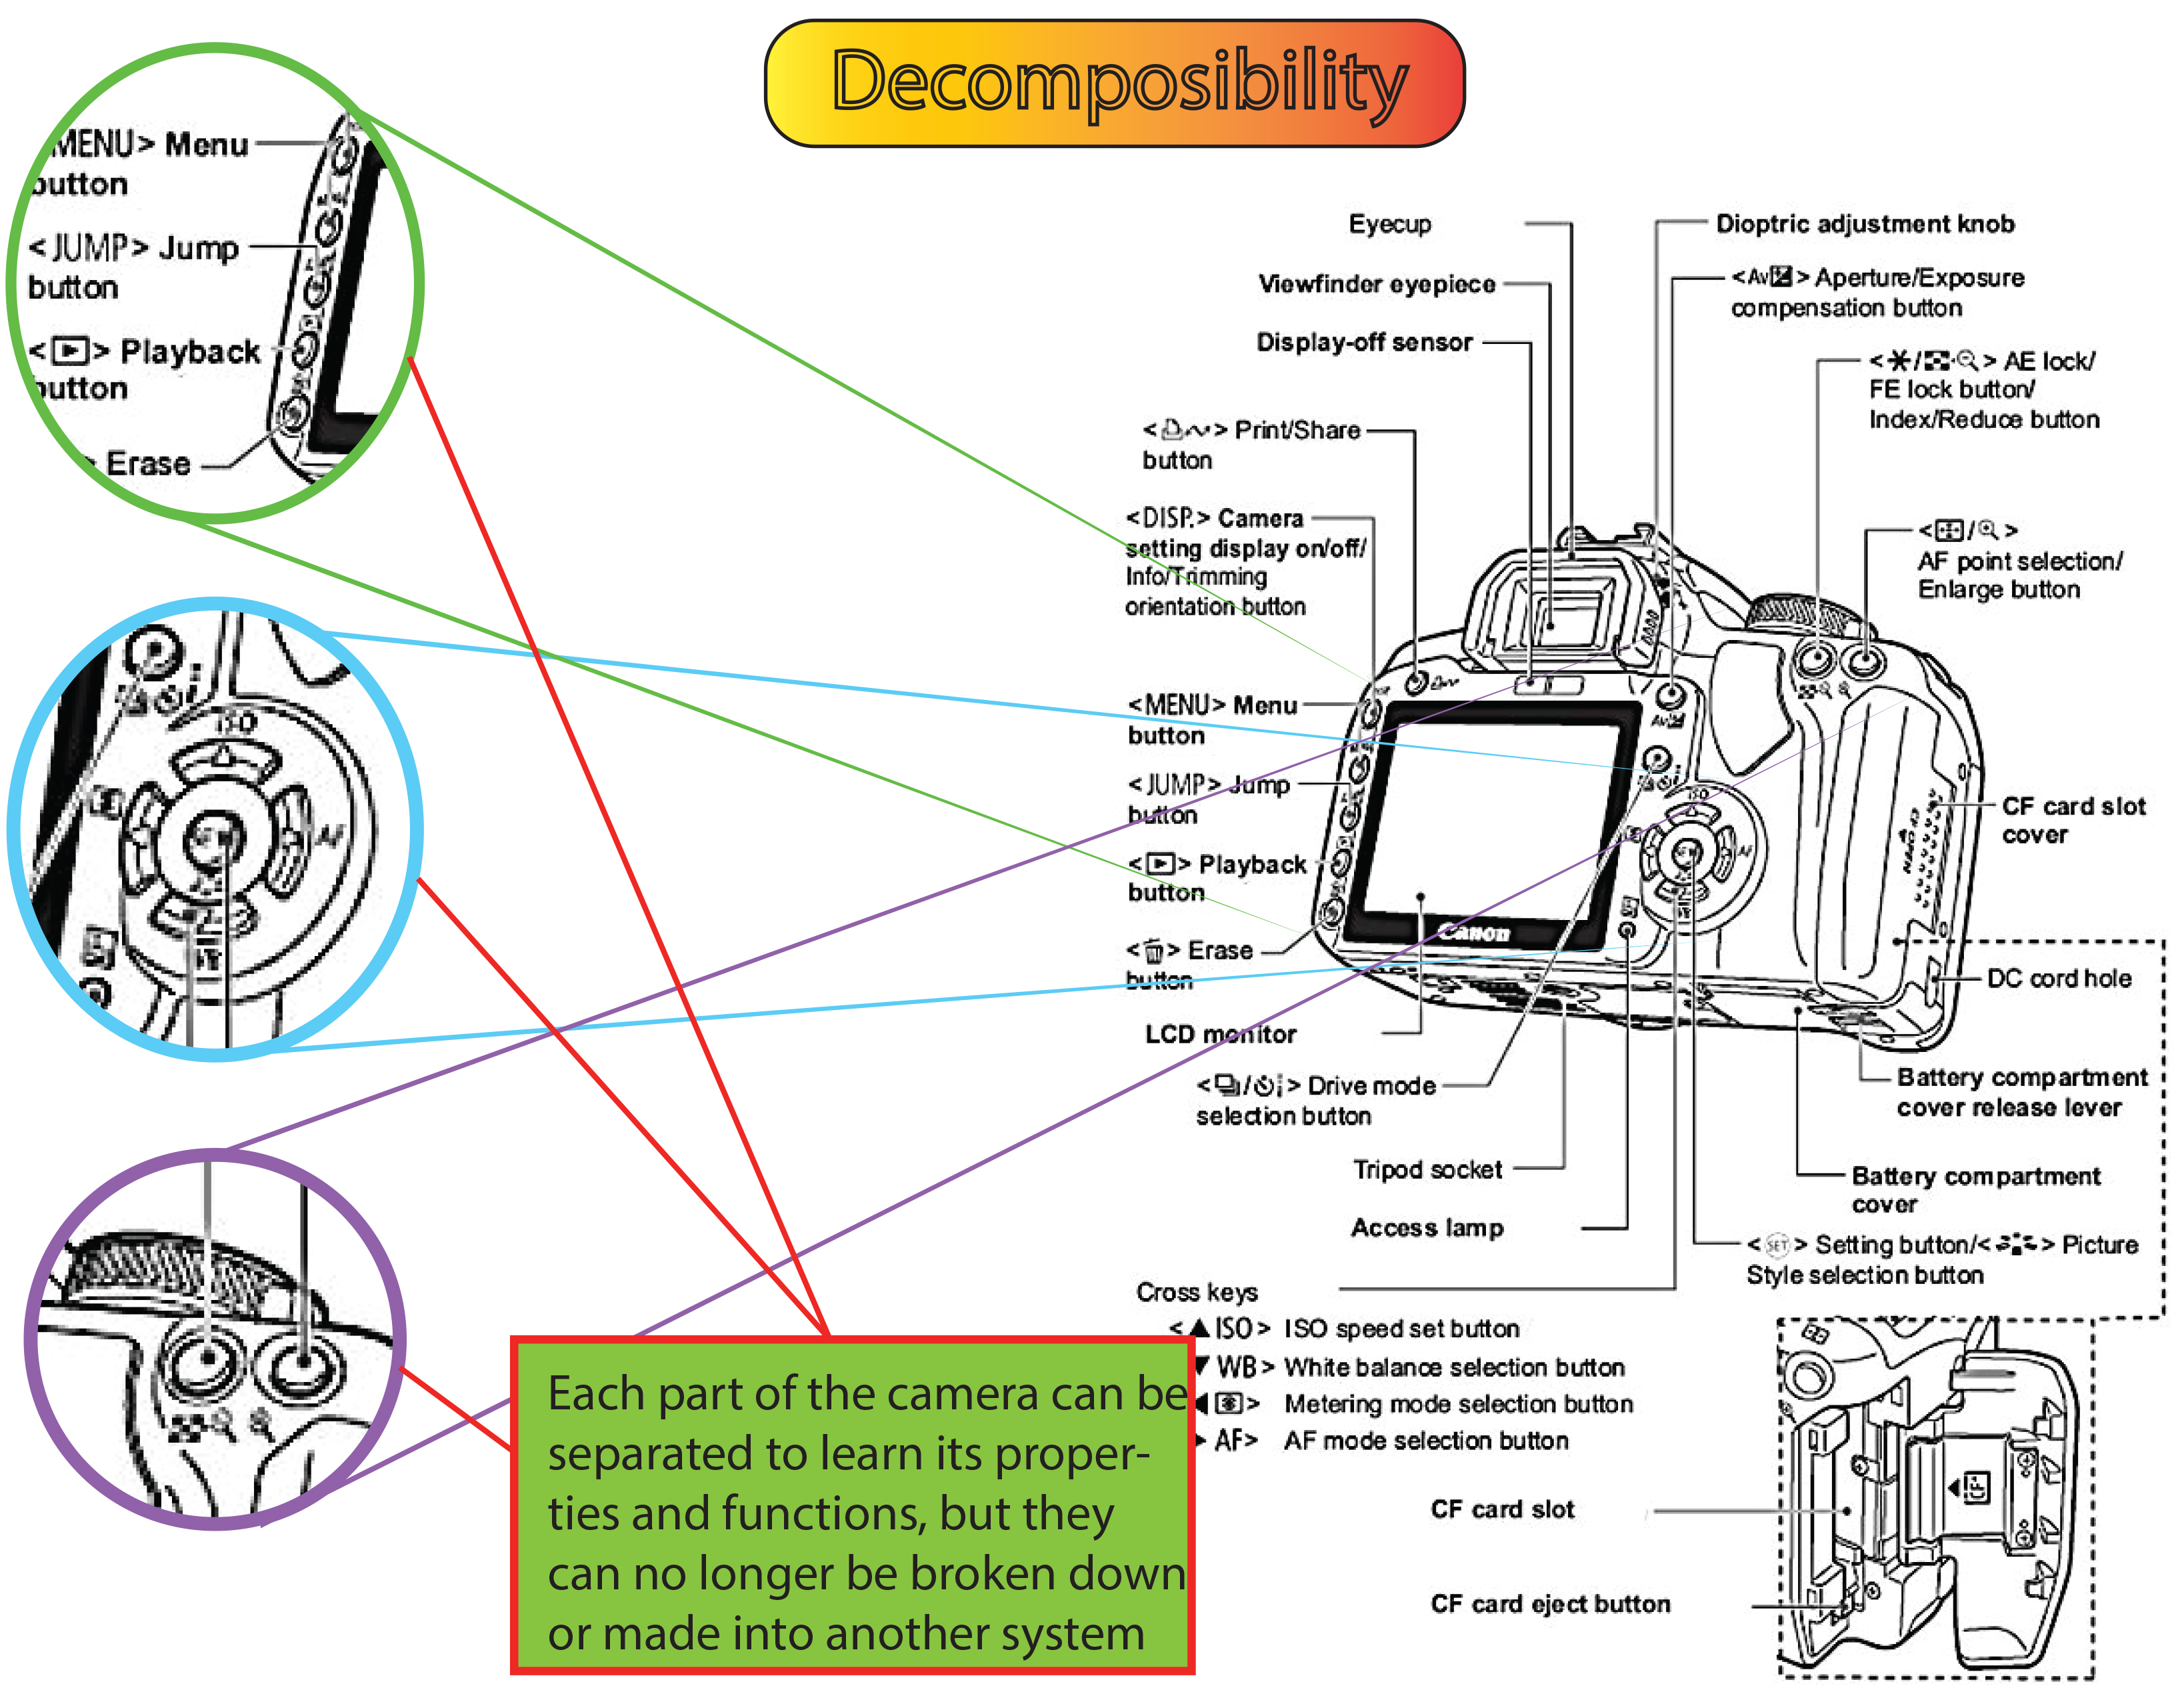 Decomposibility
MENU> Menu
button
<JUMP> Jump
button
< > Playback
button
> Erase
ISO
AF
Eyecup
Viewfinder eyepiece
Display-off sensor
< > Print/Share
button
<DISP.> Camera
setting display on/off/
Info/Trimming
orientation button
<MENU> Menu
button
<JUMP> Jump
button
< > Playback
button
< > Erase
button
LCD monitor
< / > Drive mode
selection button
Tripod socket
Access lamp
Dioptric adjustment knob
<Av > Aperture/Exposure
compensation button
< / · > AE lock/
FE lock button/
Index/Reduce button
< / >
AF point selection/
Enlarge button
Av
ISO
AF
Canon
OPEN
CF card slot
cover
DC cord hole
Battery compartment
cover release lever
Battery compartment
cover
<SET> Setting button/< > Picture
Style selection button
Cross keys
<▲ISO> ISO speed set button
▼ WB> White balance selection button
◀ > Metering mode selection button
▶ AF> AF mode selection button
CF card slot
CF card eject button
CF
Each part of the camera can be
separated to learn its proper-
ties and functions, but they
can no longer be broken down
or made into another system